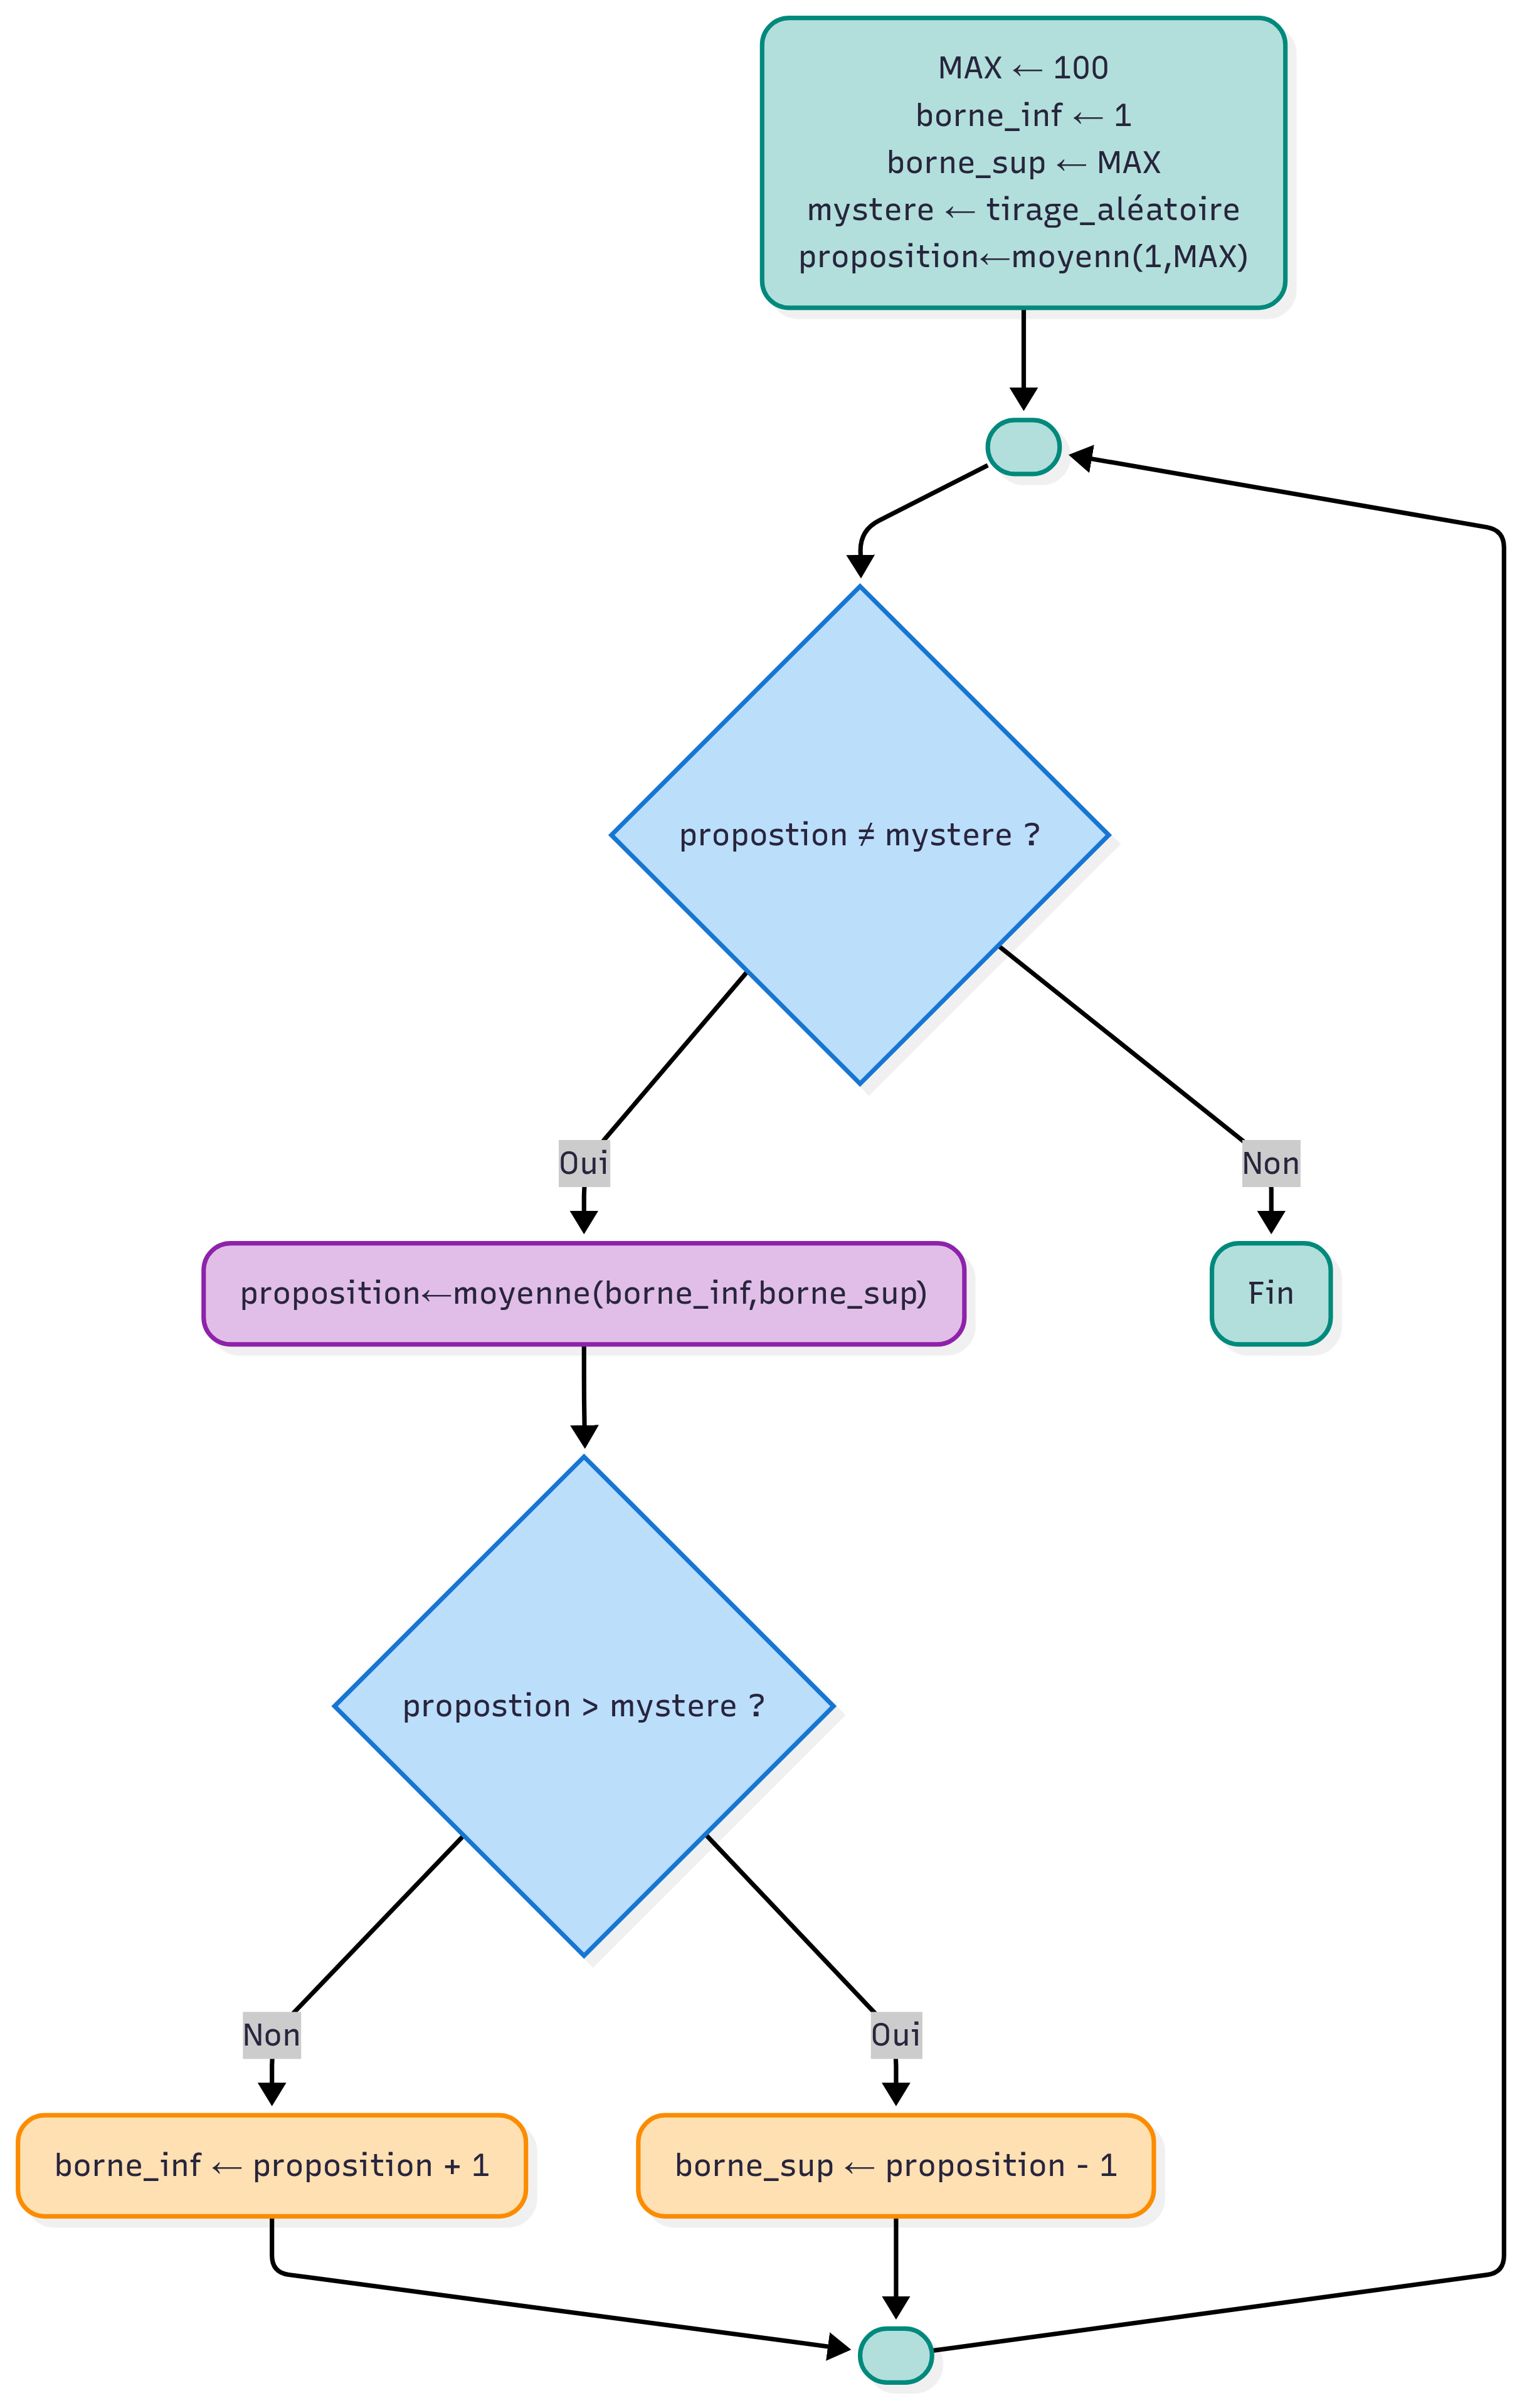 MAX ← 100
borne_inf ← 1
borne_sup ← MAX
mystere ← tirage_aléatoire
proposition←moyenn(1,MAX)
propostion ≠ mystere ?
Oui
Non
proposition←moyenne(borne_inf,borne_sup)
Fin
propostion > mystere ?
Non
Oui
borne_inf ← proposition + 1
borne_sup ← proposition - 1